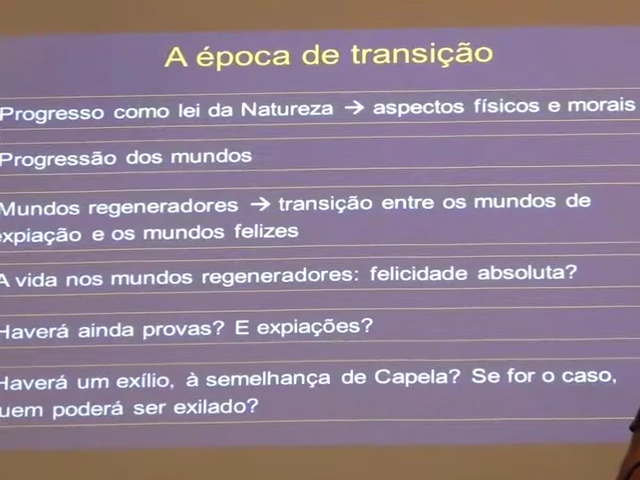 A época de transição
Progresso como lei da Natureza → aspectos físicos e morais
Progressão dos mundos
Mundos regeneradores → transição entre os mundos de
expiação e os mundos felizes
A vida nos mundos regeneradores: felicidade absoluta?
Haverá ainda provas? E expiações?
Haverá um exílio, à semelhança de Capela? Se for o caso,
quem poderá ser exilado?